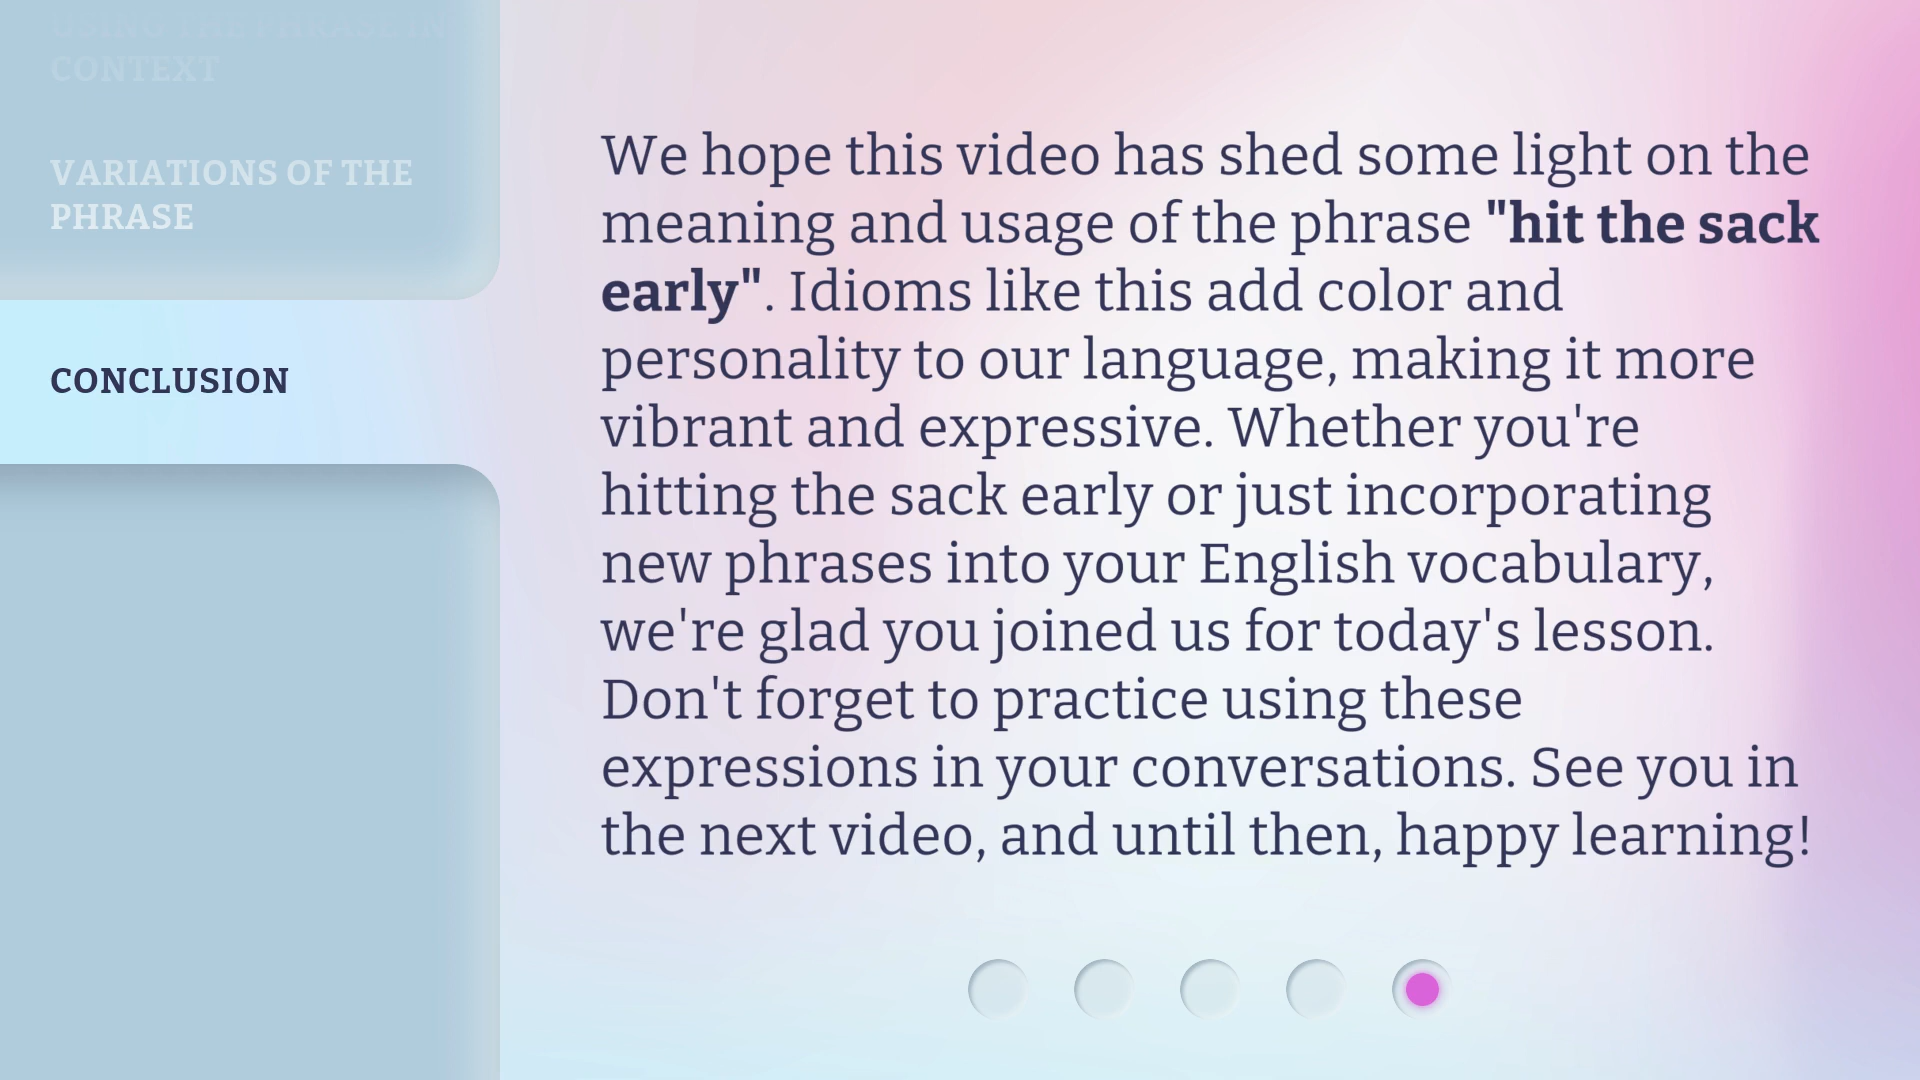 USING THE PHRASE IN
CONTEXT
VARIATIONS OF THE
PHRASE
CONCLUSION
We hope this video has shed some light on the
meaning and usage of the phrase "hit the sack
early". Idioms like this add color and
personality to our language, making it more
vibrant and expressive. Whether you're
hitting the sack early or just incorporating
new phrases into your English vocabulary,
we're glad you joined us for today's lesson.
Don't forget to practice using these
expressions in your conversations. See you in
the next video, and until then, happy learning!